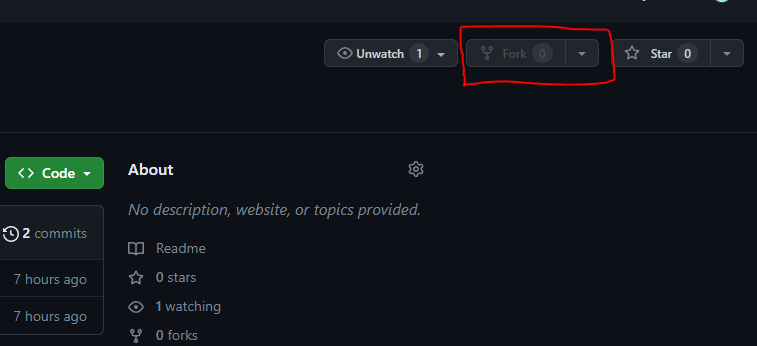 Unwatch 1
Fork 0
Star 0
Code
About
No description, website, or topics provided.
2 commits
Readme
7 hours ago
0 stars
1 watching
7 hours ago
0 forks